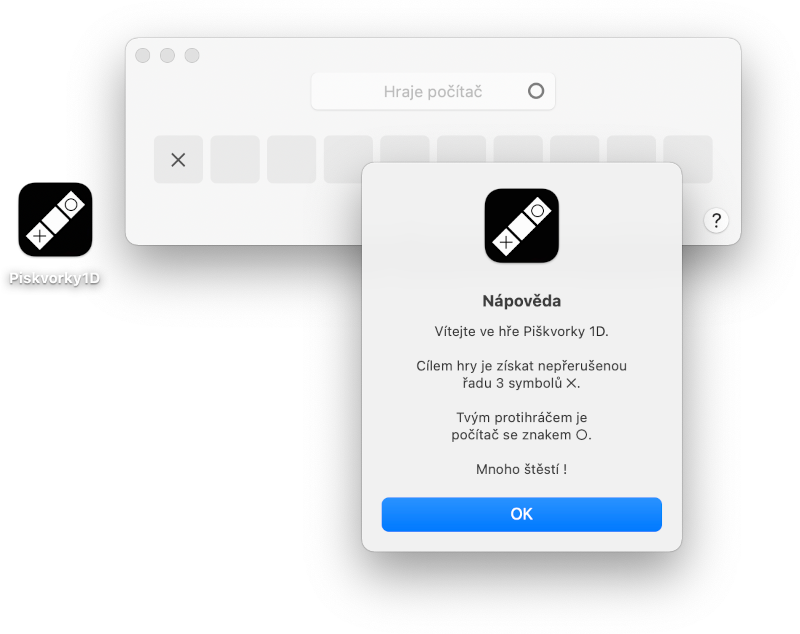 Hraje počítač
?
Piskvorky1D
Nápověda
Vítejte ve hře Piškvorky 1D.
Cílem hry je získat nepřerušenou
řadu 3 symbolů ✕.
Tvým protihráčem je
počítač se znakem ○.
Mnoho štěstí !
OK